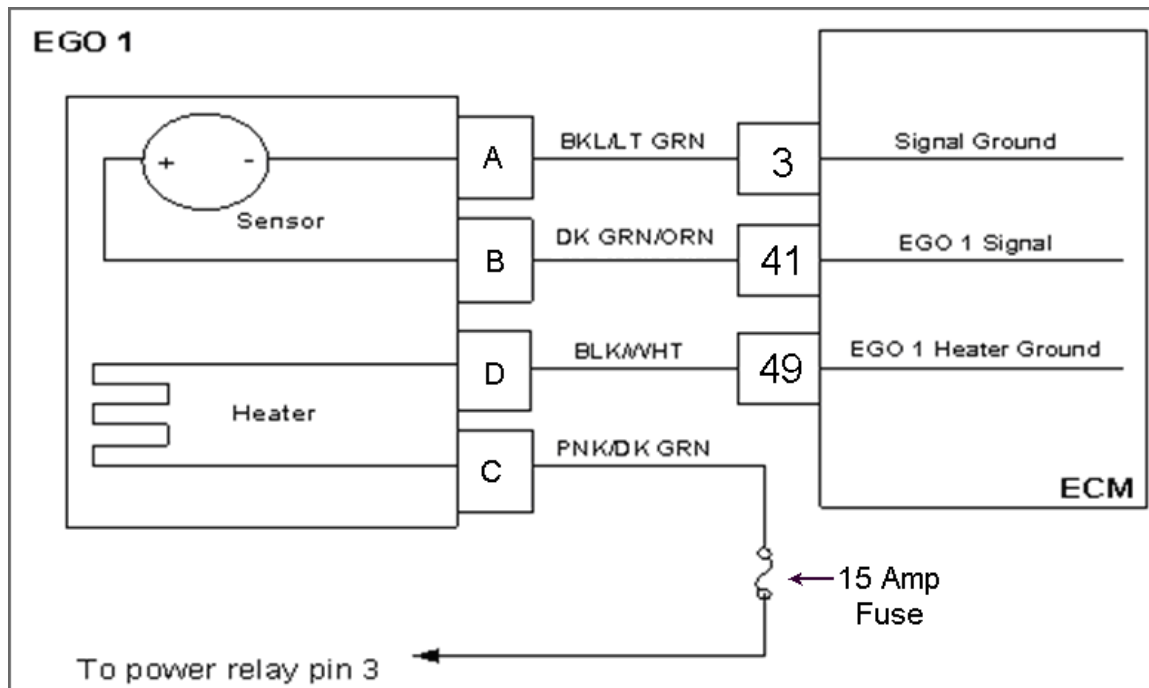 EGO 1
+ -
Sensor
A
BKL/LT GRN
3
Signal Ground
B
DK GRN/ORN
41
EGO 1 Signal
D
BLK/WHT
49
EGO 1 Heater Ground
Heater
C
PNK/DK GRN
ECM
15 Amp
Fuse
To power relay pin 3